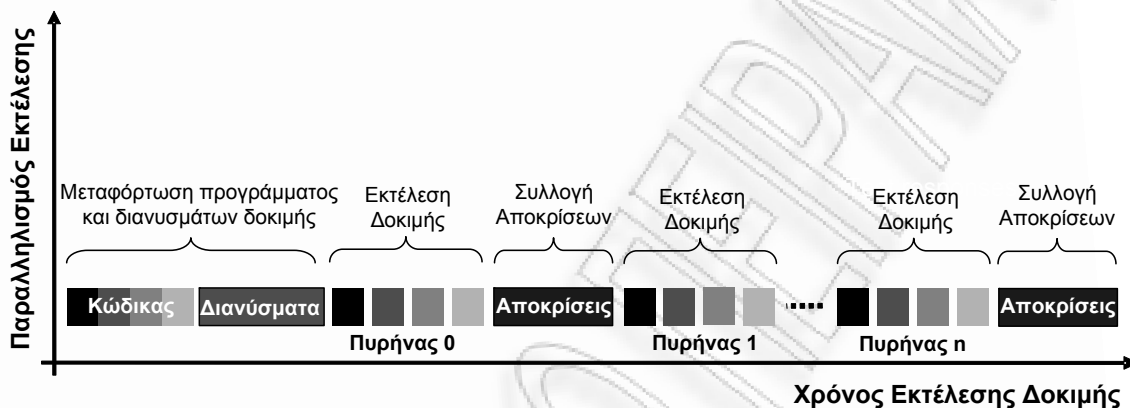 Παραλληλισμός Εκτέλεσης
Μεταφόρτωση προγράμματος
και διανυσμάτων δοκιμής
Εκτέλεση
Δοκιμής
Συλλογή
Αποκρίσεων
Εκτέλεση
Δοκιμής
Εκτέλεση
Δοκιμής
Συλλογή
Αποκρίσεων
Κώδικας
Διανύσματα
Αποκρίσεις
Αποκρίσεις
Πυρήνας 0
Πυρήνας 1
Πυρήνας n
Χρόνος Εκτέλεσης Δοκιμής